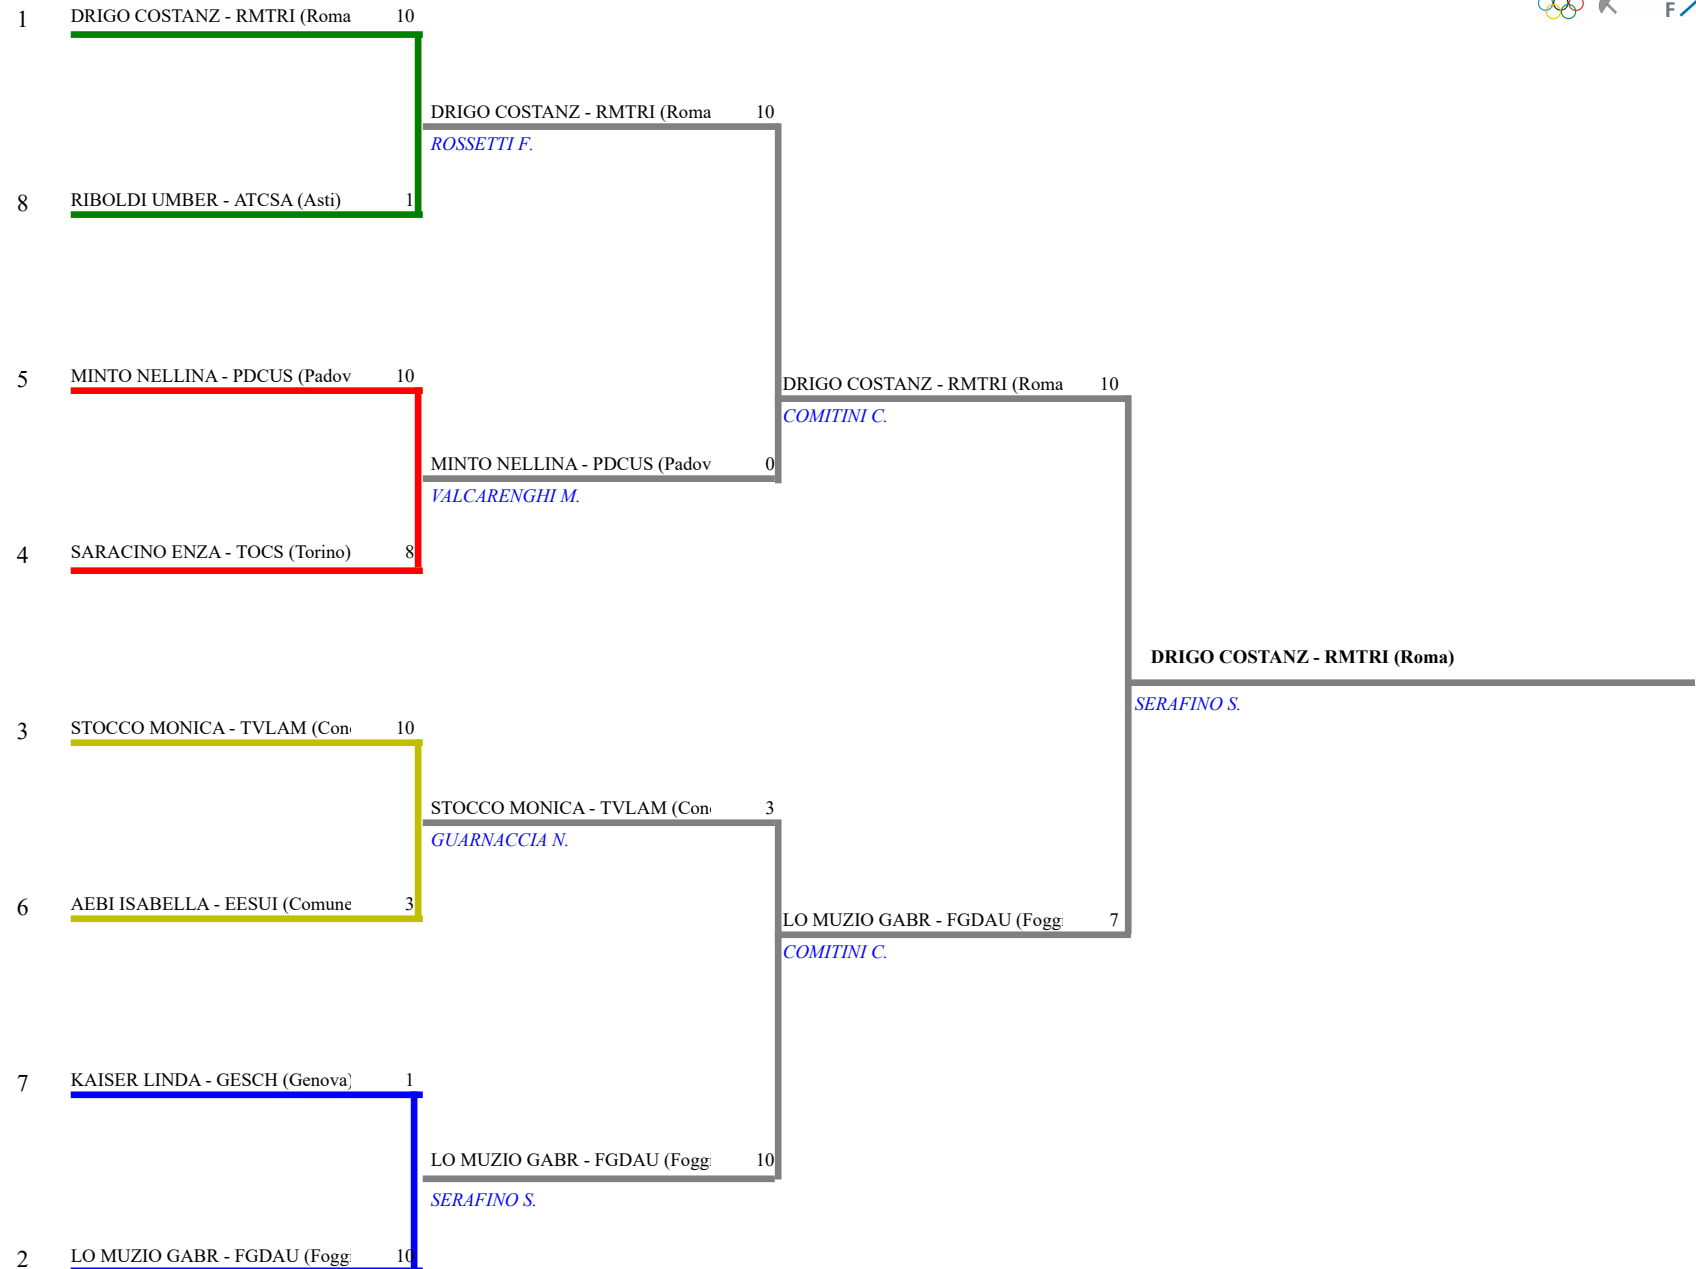 F
1 DRIGO COSTANZ - RMTRI (Roma 10
DRIGO COSTANZ - RMTRI (Roma 10
ROSSETTI F.
8 RIBOLDI UMBER - ATCSA (Asti) 1
5 MINTO NELLINA - PDCUS (Padov 10
DRIGO COSTANZ - RMTRI (Roma 10
COMITINI C.
MINTO NELLINA - PDCUS (Padov 0
VALCARENGHI M.
4 SARACINO ENZA - TOCS (Torino) 8
DRIGO COSTANZ - RMTRI (Roma)
SERAFINO S.
3 STOCCO MONICA - TVLAM (Con 10
STOCCO MONICA - TVLAM (Con 3
GUARNACCIA N.
6 AEBI ISABELLA - EESUI (Comune 3
LO MUZIO GABR - FGDAU (Fogg 7
COMITINI C.
7 KAISER LINDA - GESCH (Genova) 1
LO MUZIO GABR - FGDAU (Fogg 10
SERAFINO S.
2 LO MUZIO GABR - FGDAU (Fogg 10